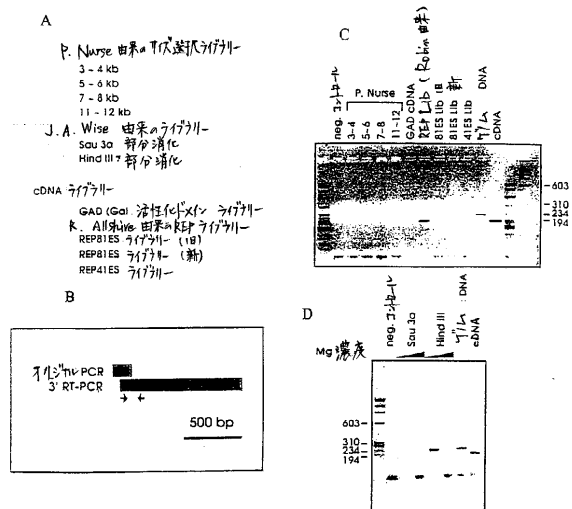 A
P. Nurse 由来のサイズ選択ライブラリー
3 - 4 kb
5 - 6 kb
7 - 8 kb
11 - 12 kb
J. A. Wise 由来のライブラリー
Sau 3a 部分消化
Hind III 部分消化
cDNA ライブラリー
GAD (Gal 活性化ドメイン ライブラリー
R. Allshire 由来のREP ライブラリー
REP81ES ライブラリー (旧)
REP81ES ライブラリー (新)
REP41ES ライブラリー
B
オリジナルPCR
3' RT-PCR
500 bp
C
neg. コントロール
P. Nurse
3-4
5-6
7-8
11-12
GAD cDNA
REP Lib (Robin 由来)
81ES Lib 旧
81ES Lib 新
41ES Lib
ゲノム DNA
cDNA
603
310
234
194
D
Mg 濃度
neg. コントロール
Sau 3a
Hind III
ゲノム DNA
cDNA
603
310
234
194